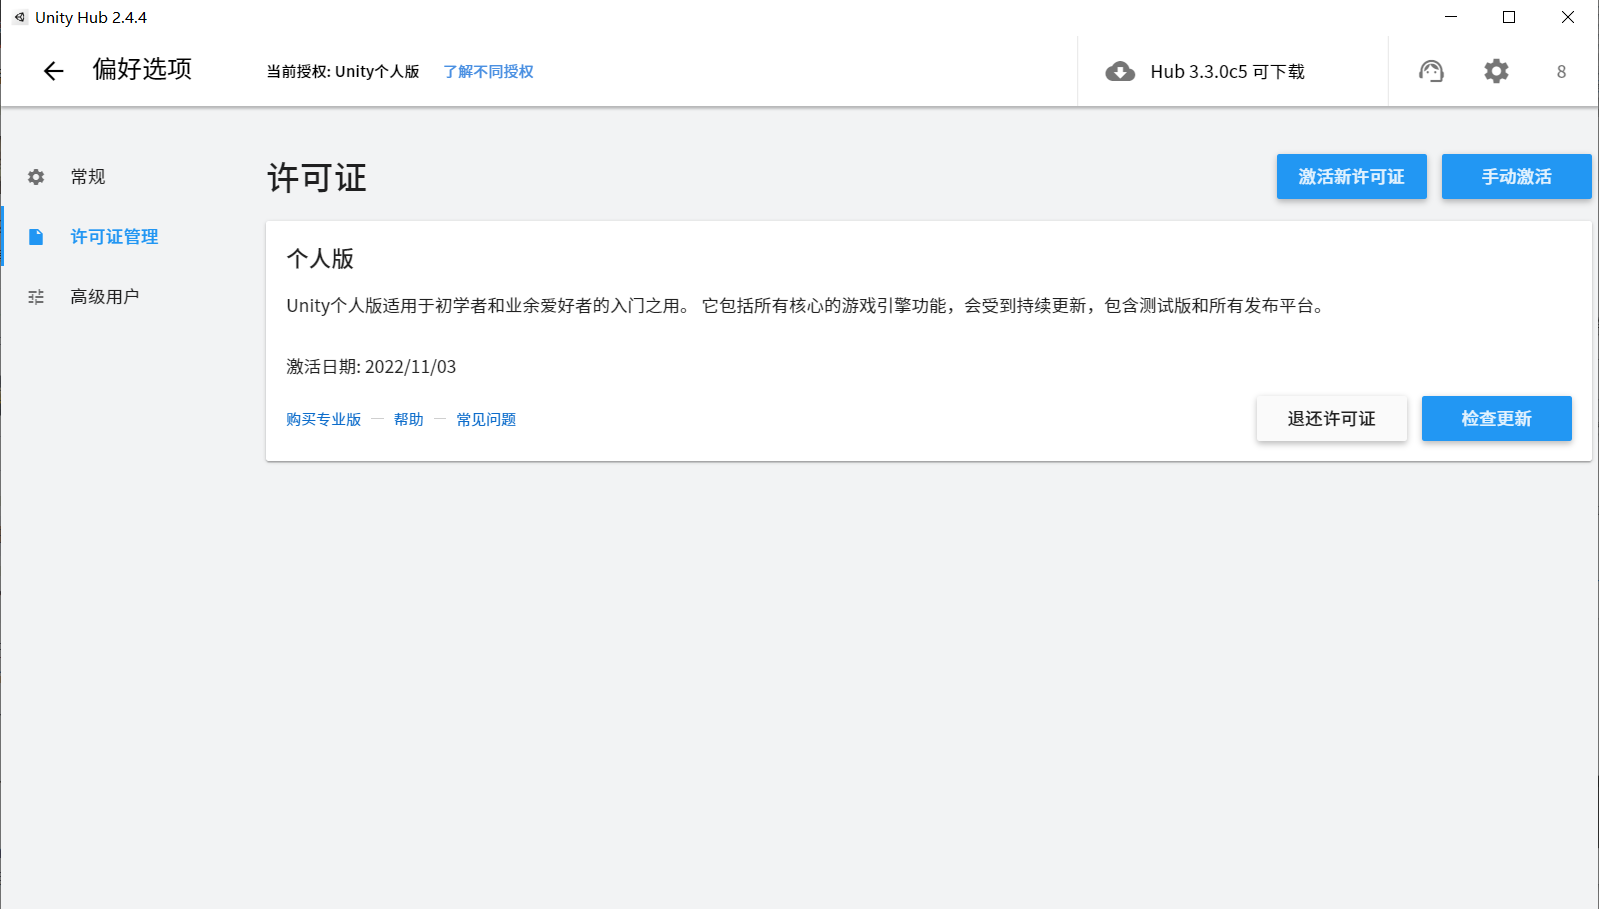 Unity Hub 2.4.4
偏好选项
当前授权: Unity个人版 了解不同授权
Hub 3.3.0c5 可下载
8
常规
许可证管理
高级用户
许可证
激活新许可证
手动激活
个人版
Unity个人版适用于初学者和业余爱好者的入门之用。 它包括所有核心的游戏引擎功能，会受到持续更新，包含测试版和所有发布平台。
激活日期: 2022/11/03
购买专业版 — 帮助 — 常见问题
退还许可证
检查更新